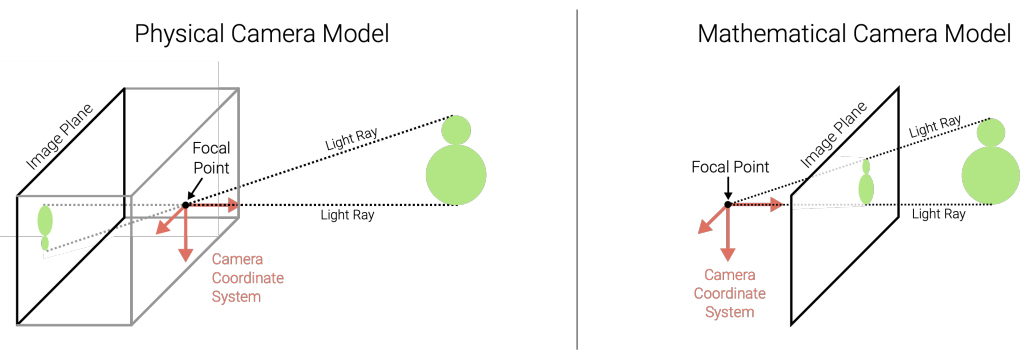 Physical Camera Model
Image Plane
Focal
Point
Light Ray
Light Ray
Camera
Coordinate
System
Mathematical Camera Model
Image Plane
Focal Point
Light Ray
Light Ray
Camera
Coordinate
System